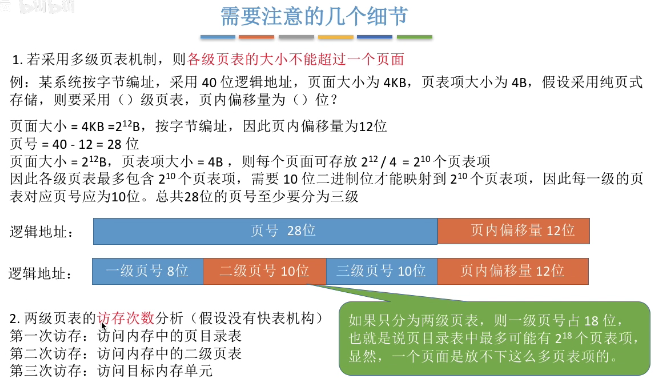 需要注意的几个细节
1. 若采用多级页表机制，则各级页表的大小不能超过一个页面
例：某系统按字节编址，采用 40 位逻辑地址，页面大小为 4KB，页表项大小为 4B，假设采用纯页式
存储，则要采用（）级页表，页内偏移量为（）位？
页面大小 = 4KB =2¹²B，按字节编址，因此页内偏移量为12位
页号 = 40 - 12 = 28 位
页面大小 = 2¹²B，页表项大小 = 4B ，则每个页面可存放 2¹² / 4 = 2¹⁰ 个页表项
因此各级页表最多包含 2¹⁰ 个页表项，需要 10 位二进制位才能映射到 2¹⁰ 个页表项，因此每一级的页
表对应页号应为10位。总共28位的页号至少要分为三级
逻辑地址： 页号 28位 页内偏移量 12位
逻辑地址： 一级页号 8位 二级页号 10位 三级页号 10位 页内偏移量 12位
2. 两级页表的访存次数分析（假设没有快表机构）
第一次访存：访问内存中的页目录表
第二次访存：访问内存中的二级页表
第三次访存：访问目标内存单元
如果只分为两级页表，则一级页号占 18 位，
也就是说页目录表中最多可能有 2¹⁸ 个页表项，
显然，一个页面是放不下这么多页表项的。